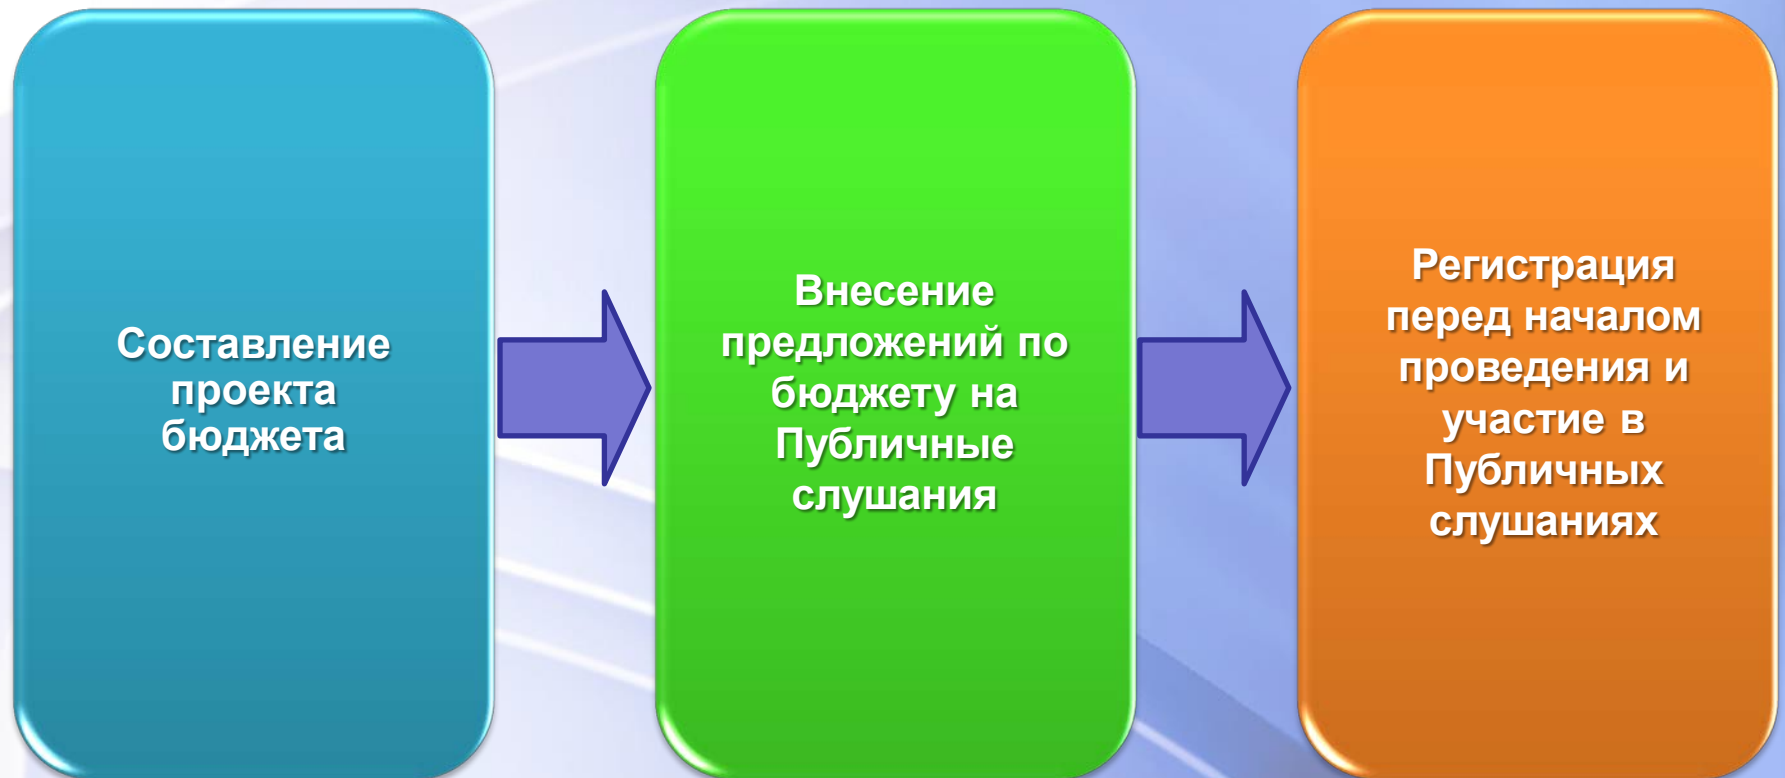 Составление
проекта
бюджета
Внесение
предложений по
бюджету на
Публичные
слушания
Регистрация
перед началом
проведения и
участие в
Публичных
слушаниях